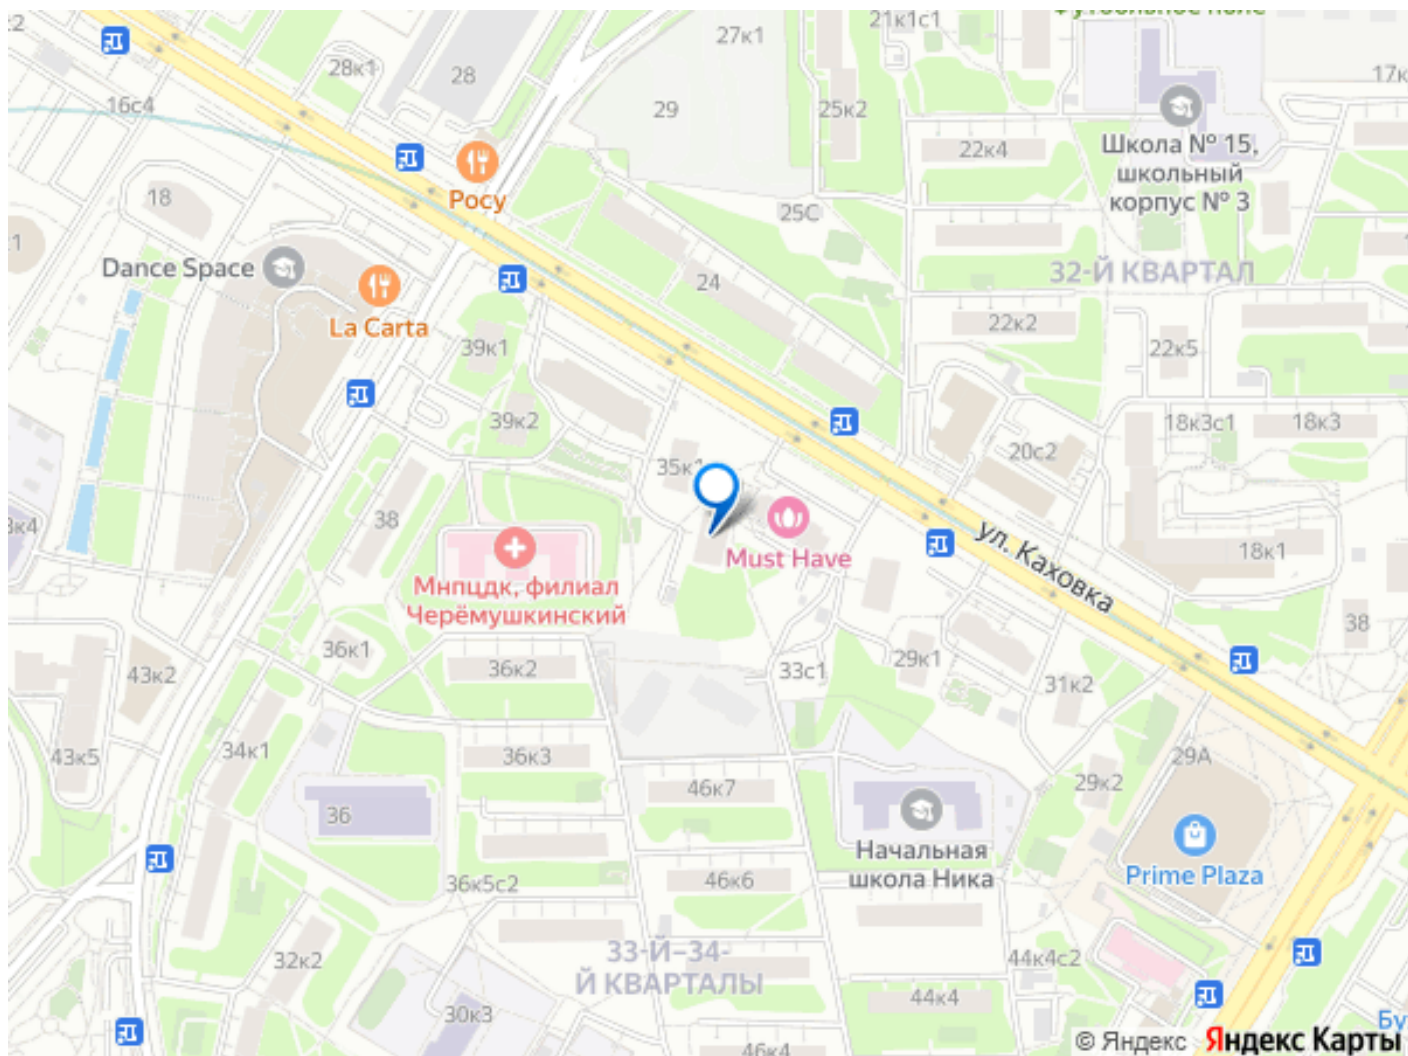 Футбольное поле
21к1с1
27к1
28к1
28
17к
16с4
29
25к2
22к4
Школа № 15,
школьный
корпус № 3
Росу
18
25С
Dance Space
32-Й КВАРТАЛ
24
La Carta
22к2
39к1
22к5
39к2
18к3с1
18к3
20с2
35к1
38
Must Have
ул. Каховка
18к1
Мнпцдк, филиал
Черёмушкинский
38
36к1
29к1
36к2
33с1
43к2
31к2
34к1
43к5
36к3
29А
29к2
46к7
36
Начальная
школа Ника
Prime Plaza
36к5с2
46к6
33-Й–34-
Й КВАРТАЛЫ
32к2
44к4с2
44к4
30к3
46к4
© Яндекс Яндекс Карты